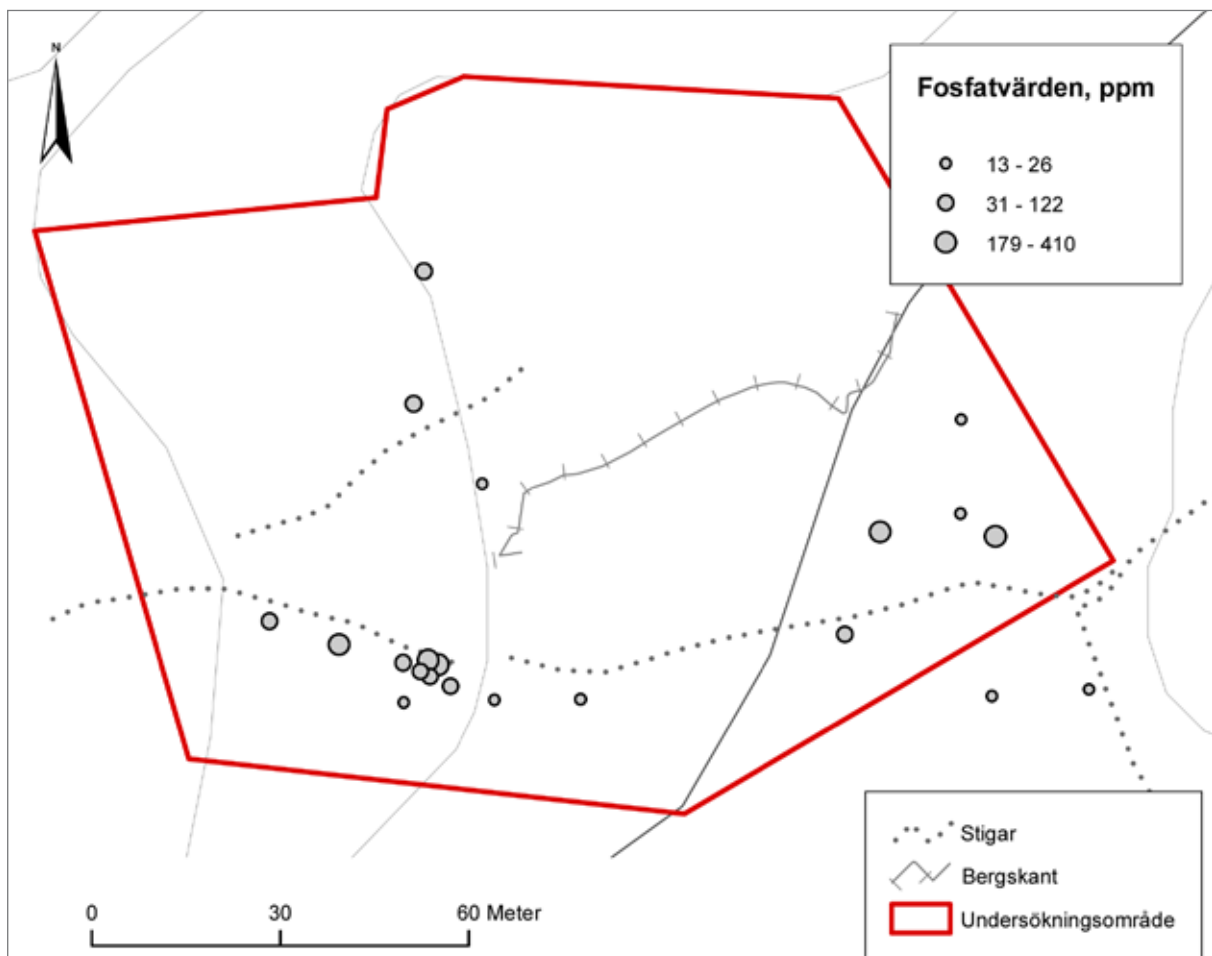 N
Fosfatvärden, ppm
13 - 26
31 - 122
179 - 410
Stigar
Bergskant
Undersökningsområde
0 30 60 Meter